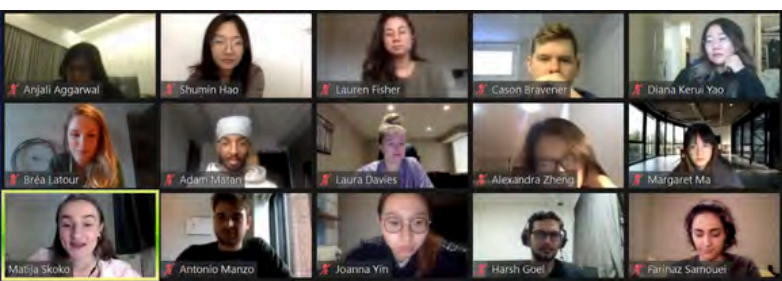 Anjali Aggarwal
Shumin Hao
Lauren Fisher
Cason Bravener
Diana Kerui Yao
Bréa Latour
Adam Matan
Laura Davies
Alexandra Zheng
Margaret Ma
Matija Skoko
Antonio Manzo
Joanna Yin
Harsh Goel
Farinaz Samouei